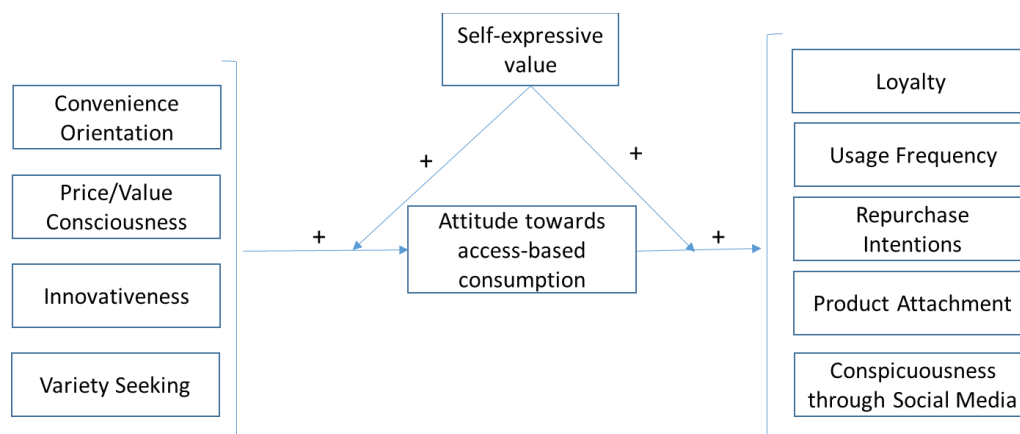 Self-expressive
value
Convenience
Orientation
Price/Value
Consciousness
Innovativeness
Variety Seeking
+
+
+
+
Attitude towards
access-based
consumption
Loyalty
Usage Frequency
Repurchase
Intentions
Product Attachment
Conspicuousness
through Social Media